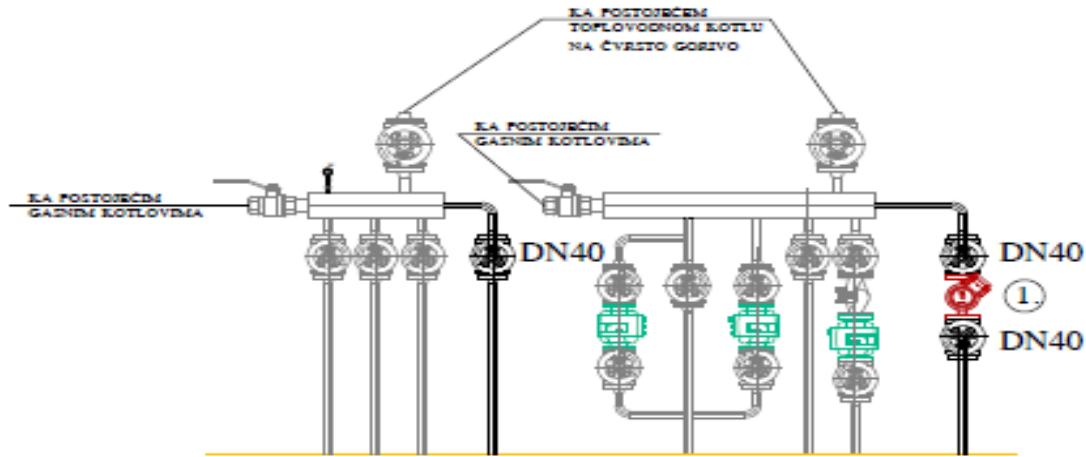 KA POSTOJEĆEM
TOPLOVODNOM KOTLU
NA ČVRSTO GORIVO
KA POSTOJEĆIM
GASNIM KOTLOVIMA
KA POSTOJEĆIM
GASNIM KOTLOVIMA
DN40
DN40
1.
DN40